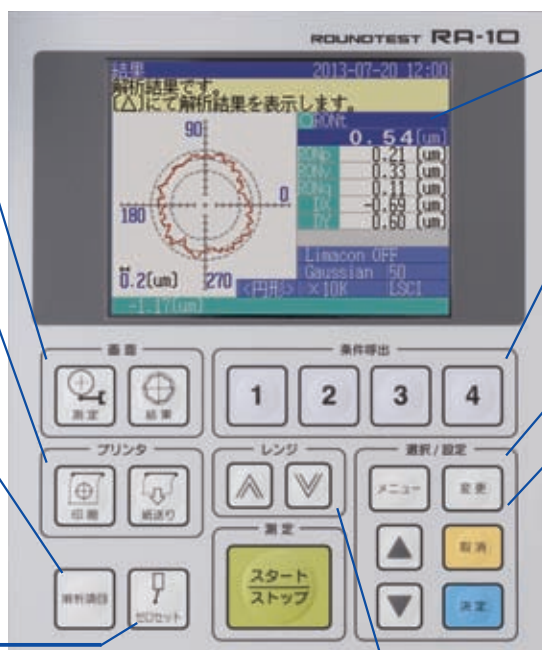 ROUNDTEST RA-10
結果 2013-07-20 12:00
解析結果です。
[△]にて解析結果を表示します。
90
0
180
270
0.2[um]
<円形>
RONt
0.54[um]
RONp 0.21 [um]
RONv 0.33 [um]
RONq 0.11 [um]
DX -0.69 [um]
DY 0.60 [um]
Limacon OFF
Gaussian 50
×10K LSCI
-1.17[um]
画面
測定
結果
条件呼出
1
2
3
4
プリンタ
印刷
紙送り
レンジ
選択/設定
メニュー
変更
取消
決定
測定
スタート
ストップ
解析項目
ゼロセット